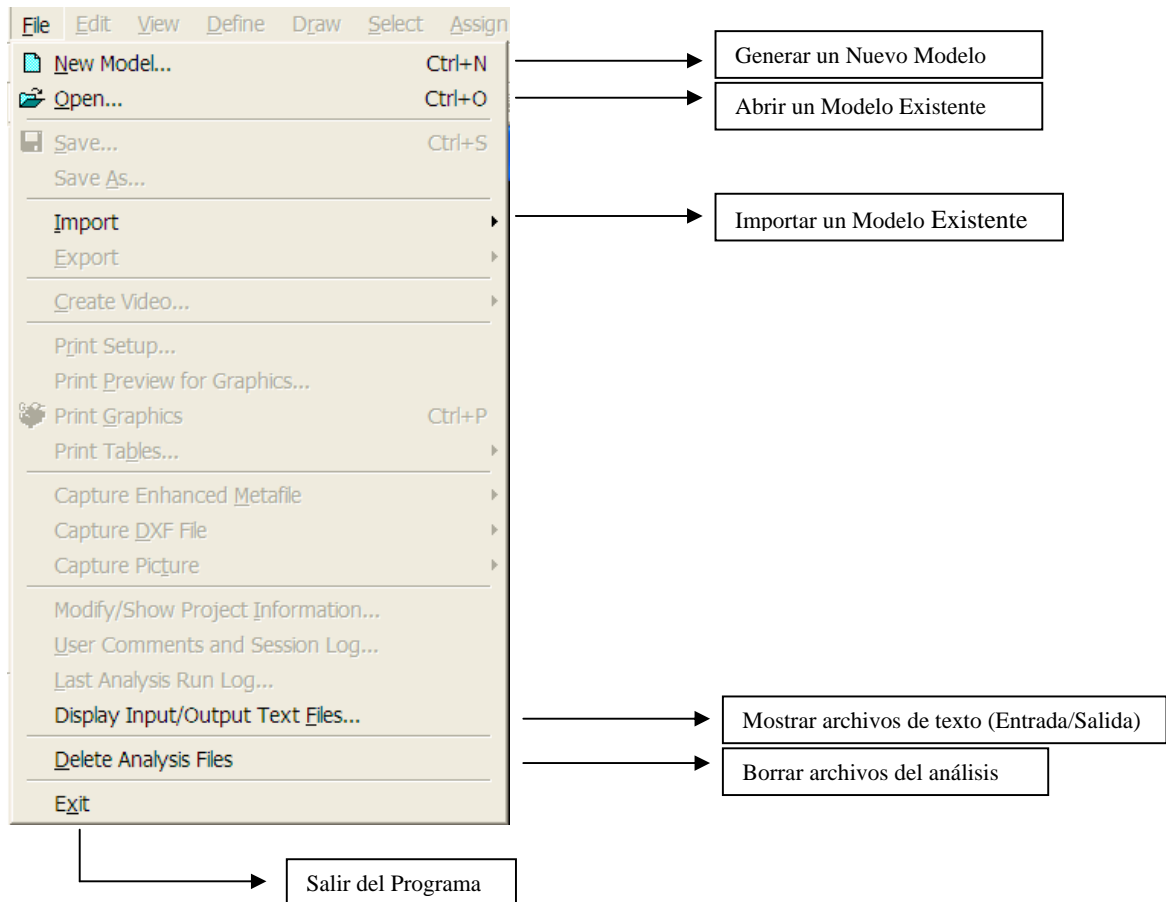 File Edit View Define Draw Select Assign
New Model... Ctrl+N
Generar un Nuevo Modelo
Open... Ctrl+O
Abrir un Modelo Existente
Save... Ctrl+S
Save As...
Import
Importar un Modelo Existente
Export
Create Video...
Print Setup...
Print Preview for Graphics...
Print Graphics Ctrl+P
Print Tables...
Capture Enhanced Metafile
Capture DXF File
Capture Picture
Modify/Show Project Information...
User Comments and Session Log...
Last Analysis Run Log...
Display Input/Output Text Files...
Mostrar archivos de texto (Entrada/Salida)
Delete Analysis Files
Borrar archivos del análisis
Exit
Salir del Programa